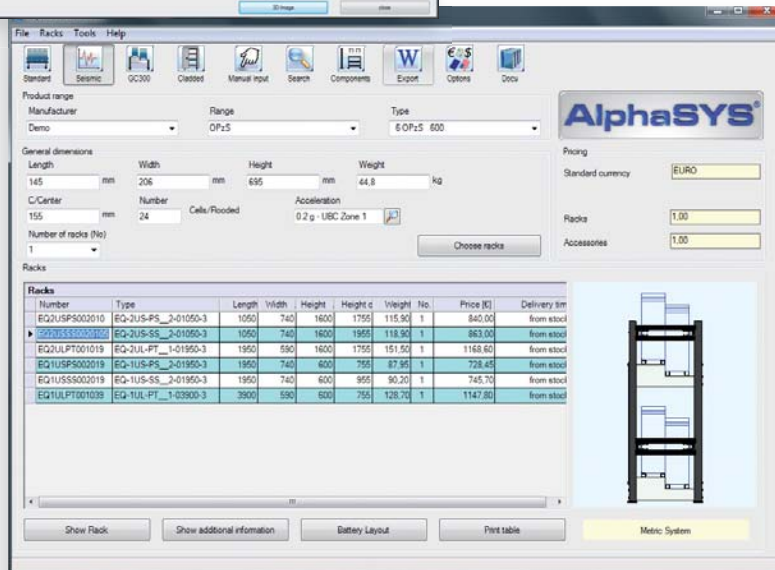 3D Image close
File Racks Tools Help
Standard Seismic GC300 Cladded Manual input Search Components Export Options Docu
W
€ $
Product range
Manufacturer Range Type
Demo OPzS 6 OPzS 600
AlphaSYS®
General dimensions Pricing
Length Width Height Weight
Standard currency EURO
145 mm 206 mm 695 mm 44,8 kg
C/Center Number Acceleration
155 mm 24 Cells/Flooded 0.2 g - UBC Zone 1
Racks 1,00
Number of racks (No)
1 Choose racks Accessories 1,00
Racks
Racks
Number Type Length Width Height Height c Weight No. Price [€] Delivery tim
EQ2USPS002010 EQ-2US-PS__2-01050-3 1050 740 1600 1755 115,90 1 840,00 from stock
EQ-2US-SS__2-01050-3 1050 740 1600 1955 118,90 1 863,00 from stock
EQ2ULPT001019 EQ-2UL-PT__1-01950-3 1950 590 1600 1755 151,50 1 1168,60 from stock
EQ1USPS002019 EQ-1US-PS__2-01950-3 1950 740 600 755 87,95 1 728,45 from stock
EQ1USSS002019 EQ-1US-SS__2-01950-3 1950 740 600 955 90,20 1 745,70 from stock
EQ1ULPT001039 EQ-1UL-PT__1-03900-3 3900 590 600 755 128,70 1 1147,80 from stock
Show Rack Show additional information Battery Layout Print table Metric System